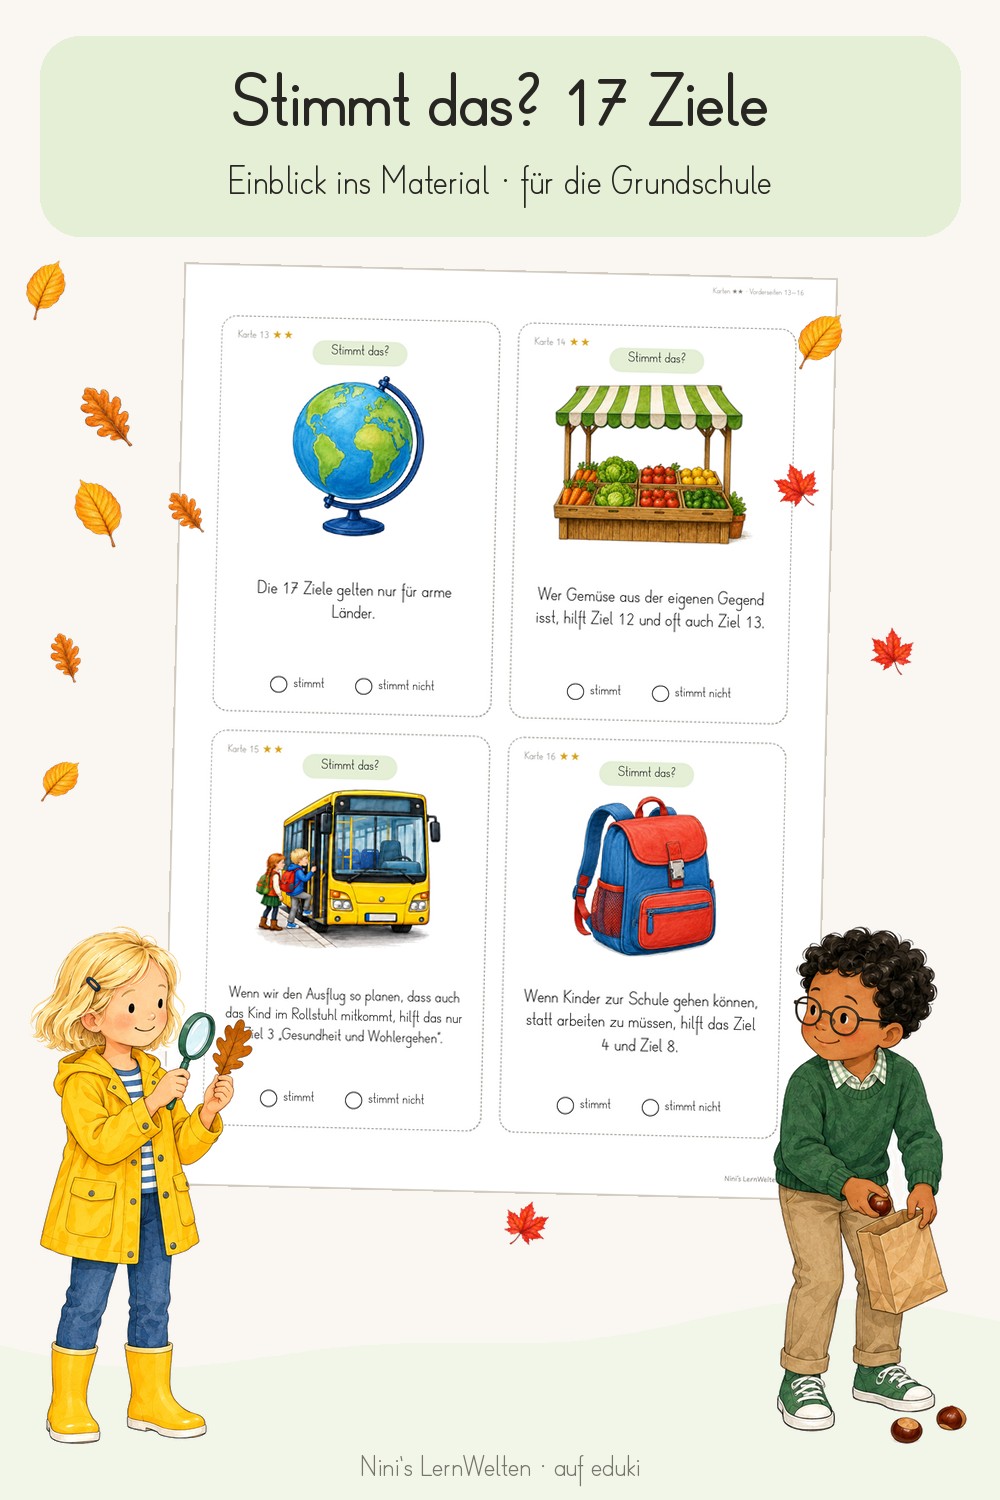 Stimmt das? 17 Ziele
Einblick ins Material · für die Grundschule
Karten ★★ · Vorderseiten 13–16
Karte 13 ★★
Stimmt das?
Die 17 Ziele gelten nur für arme
Länder.
stimmt
stimmt nicht
Karte 14 ★★
Stimmt das?
Wer Gemüse aus der eigenen Gegend
isst, hilft Ziel 12 und oft auch Ziel 13.
stimmt
stimmt nicht
Karte 15 ★★
Stimmt das?
Wenn wir den Ausflug so planen, dass auch
das Kind im Rollstuhl mitkommt, hilft das nur
3 „Gesundheit und Wohlergehen“.
stimmt
stimmt nicht
Karte 16 ★★
Stimmt das?
Wenn Kinder zur Schule gehen können,
statt arbeiten zu müssen, hilft das Ziel
4 und Ziel 8.
stimmt
stimmt nicht
Nini's
Nini's LernWelten · auf eduki